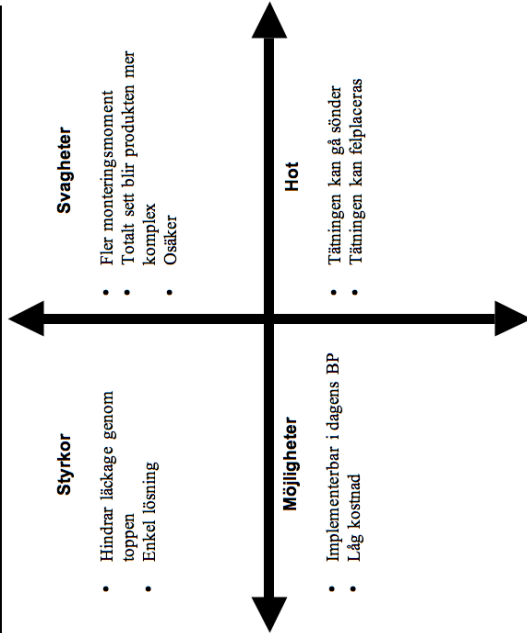 Styrkor
• Hindrar läckage genom
toppen
• Enkel lösning
Svagheter
• Fler monteringsmoment
• Totalt sett blir produkten mer
komplex
• Osäker
Möjligheter
• Implementerbar i dagens BP
• Låg kostnad
Hot
• Tätningen kan gå sönder
• Tätningen kan felplaceras